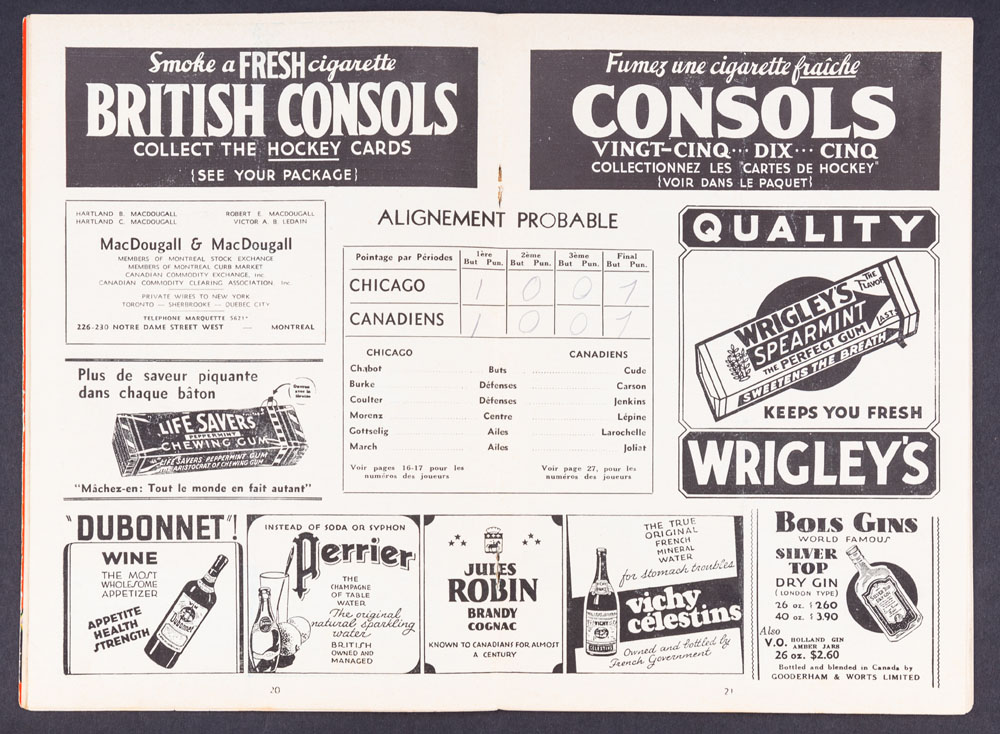 Smoke a FRESH cigarette
BRITISH CONSOLS
COLLECT THE HOCKEY CARDS
{SEE YOUR PACKAGE}
Fumez une cigarette fraîche
CONSOLS
VINGT-CINQ··· DIX··· CINQ
COLLECTIONNEZ LES "CARTES DE HOCKEY"
{VOIR DANS LE PAQUET}
HARTLAND B. MACDOUGALL ROBERT E. MACDOUGALL
HARTLAND C. MACDOUGALL VICTOR A. B. LEDAIN
MacDougall & MacDougall
MEMBERS OF MONTREAL STOCK EXCHANGE
MEMBERS OF MONTREAL CURB MARKET
CANADIAN COMMODITY EXCHANGE, Inc.
CANADIAN COMMODITY CLEARING ASSOCIATION Inc.
PRIVATE WIRES TO NEW YORK
TORONTO — SHERBROOKE — QUEBEC CITY
TELEPHONE MARQUETTE 5621*
226-230 NOTRE DAME STREET WEST — MONTREAL
Plus de saveur piquante
dans chaque bâton
LIFE SAVERS
PEPPERMINT
CHEWING GUM
LIFE SAVERS PEPPERMINT GUM
THE ARISTOCRAT OF CHEWING GUM
"Mâchez-en: Tout le monde en fait autant"
ALIGNEMENT PROBABLE
Pointage par Périodes 1ère 2ème 3ème Final
But Pun. But Pun. But Pun. But Pun.
CHICAGO 1 0 0 1
CANADIENS 1 0 0 1
CHICAGO CANADIENS
Chabot Buts Cude
Burke Défenses Carson
Coulter Défenses Jenkins
Morenz Centre Lépine
Gottselig Ailes Larochelle
March Ailes Joliat
Voir pages 16-17 pour les
numéros des joueurs
Voir page 27, pour les
numéros des joueurs
QUALITY
WRIGLEY'S
SPEARMINT
THE PERFECT GUM
SWEETENS THE BREATH
THE FLAVOR
LASTS
KEEPS YOU FRESH
WRIGLEY'S
"DUBONNET"!
WINE
THE MOST
WHOLESOME
APPETIZER
APPETITE
HEALTH
STRENGTH
Dubonnet
INSTEAD OF SODA OR SYPHON
Perrier
THE
CHAMPAGNE
OF TABLE
WATER
The original
natural sparkling
water
BRITISH
OWNED AND
MANAGED
JULES
ROBIN
BRANDY
COGNAC
KNOWN TO CANADIANS FOR ALMOST
A CENTURY
THE TRUE
ORIGINAL
FRENCH
MINERAL
WATER
for stomach troubles
vichy
célestins
Owned and bottled by
French Government
VICHY
CELESTINS
BOLS GINS
WORLD FAMOUS
SILVER
TOP
DRY GIN
(LONDON TYPE)
26 oz. $2.60
40 oz. $3.90
Also
V.O. HOLLAND GIN
AMBER JARS
26 oz. $2.60
Bottled and blended in Canada by
GOODERHAM & WORTS LIMITED
20
21